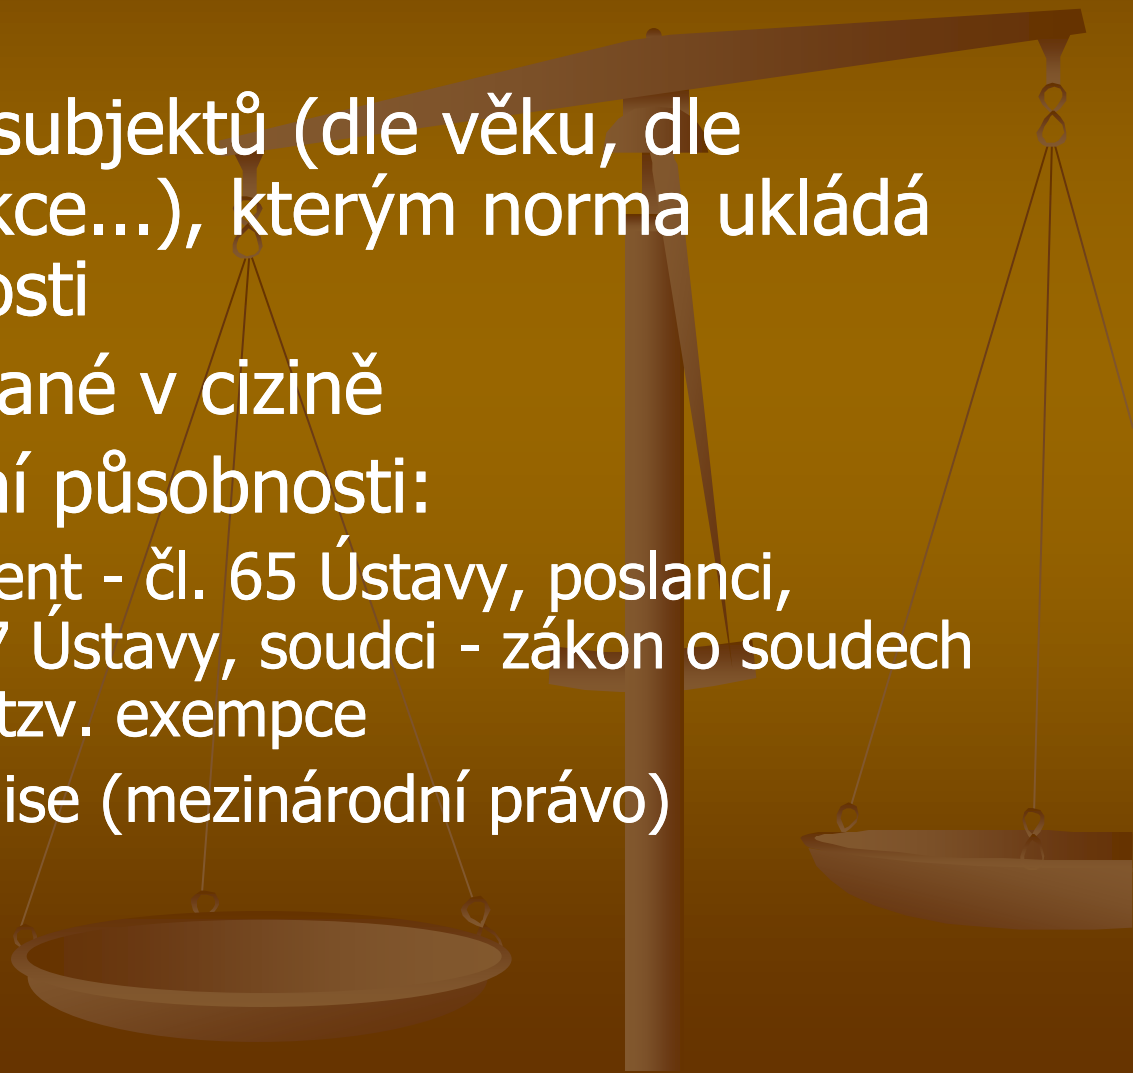 subjektů (dle věku, dle
kce...), kterým norma ukládá
osti
ané v cizině
ní působnosti:
ent - čl. 65 Ústavy, poslanci,
7 Ústavy, soudci - zákon o soudech
tzv. exempce
ise (mezinárodní právo)